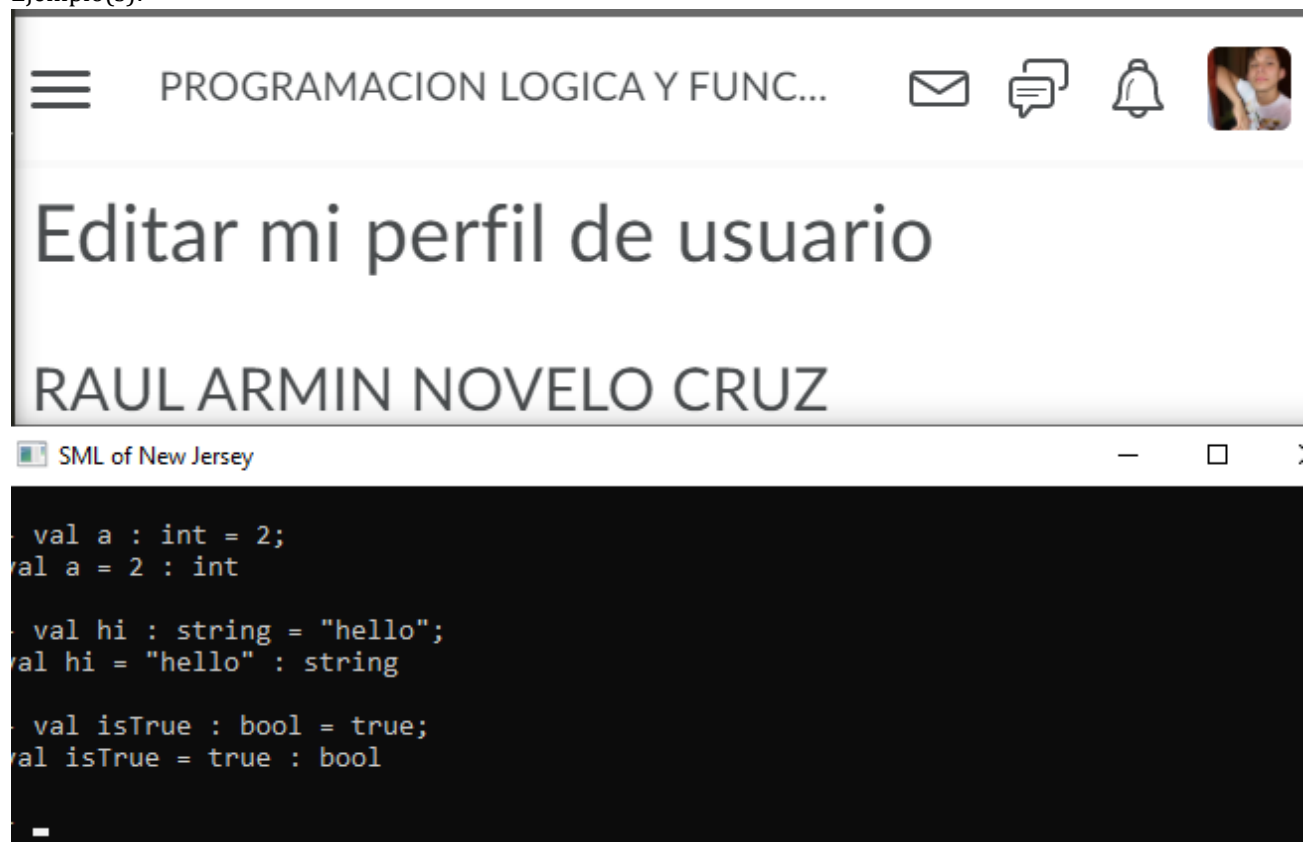 PROGRAMACION LOGICA Y FUNC...
Editar mi perfil de usuario
RAUL ARMIN NOVELO CRUZ
SML of New Jersey
val a : int = 2;
val a = 2 : int
val hi : string = "hello";
val hi = "hello" : string
val isTrue : bool = true;
val isTrue = true : bool